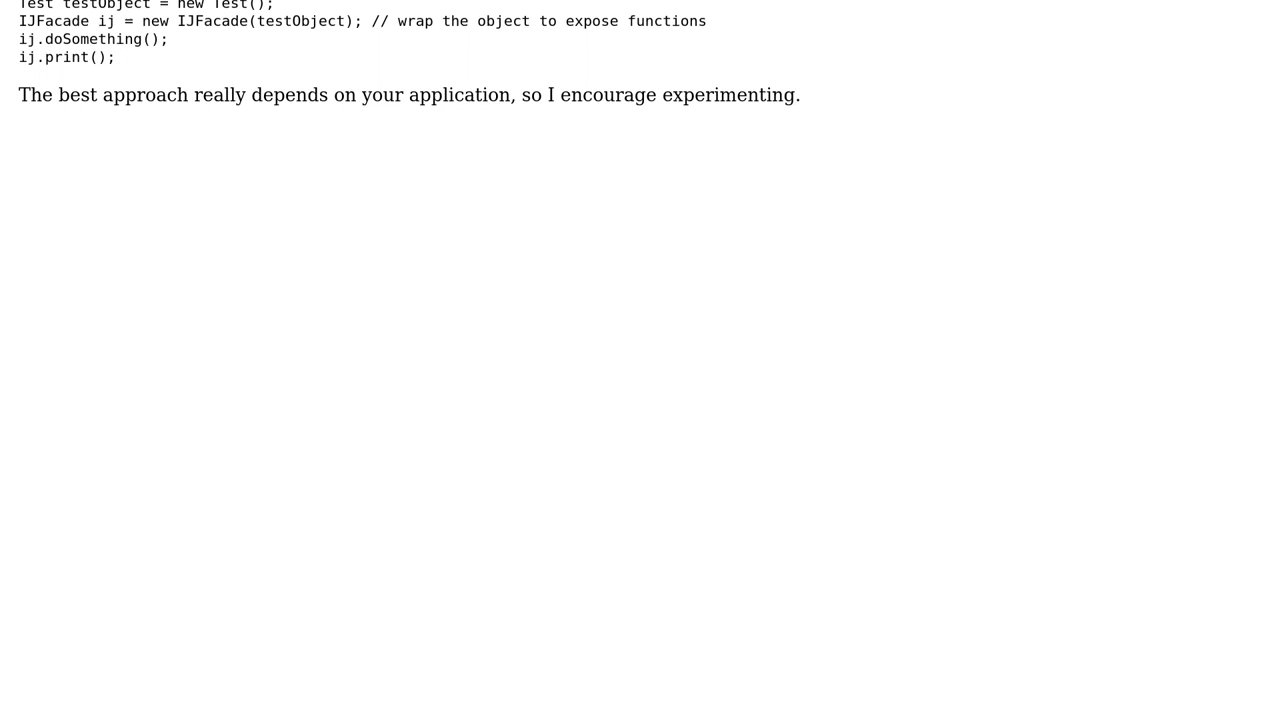 Test testObject = new Test();
IJFacade ij = new IJFacade(testObject); // wrap the object to expose functions
ij.doSomething();
ij.print();
The best approach really depends on your application, so I encourage experimenting.